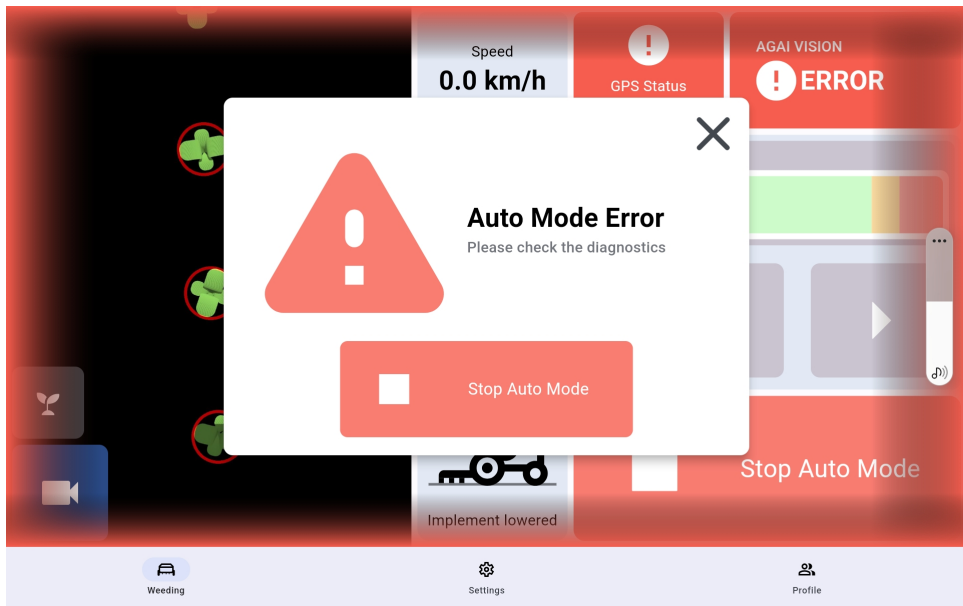 Speed
0.0 km/h
GPS Status
AGAI VISION
ERROR
Auto Mode Error
Please check the diagnostics
Stop Auto Mode
Stop Auto Mode
Implement lowered
Weeding
Settings
Profile